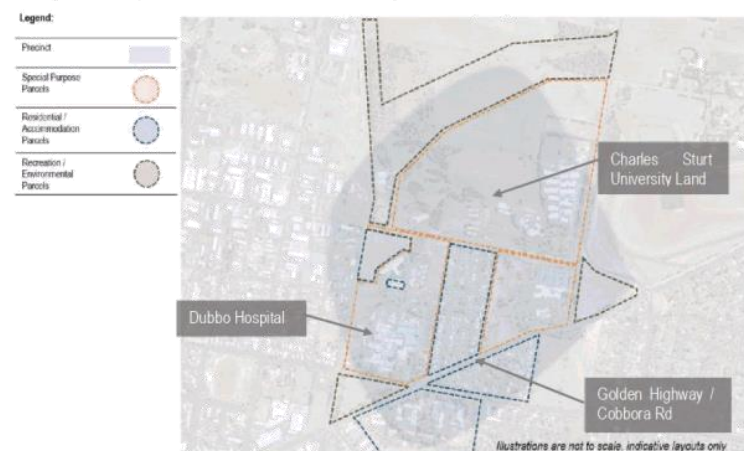 Legend:
Precinct
Special Purpose
Parcels
Residential /
Accommodation
Parcels
Recreation /
Environmental
Parcels
Charles Sturt
University Land
Dubbo Hospital
Golden Highway /
Cobbora Rd
Illustrations are not to scale, indicative layouts only